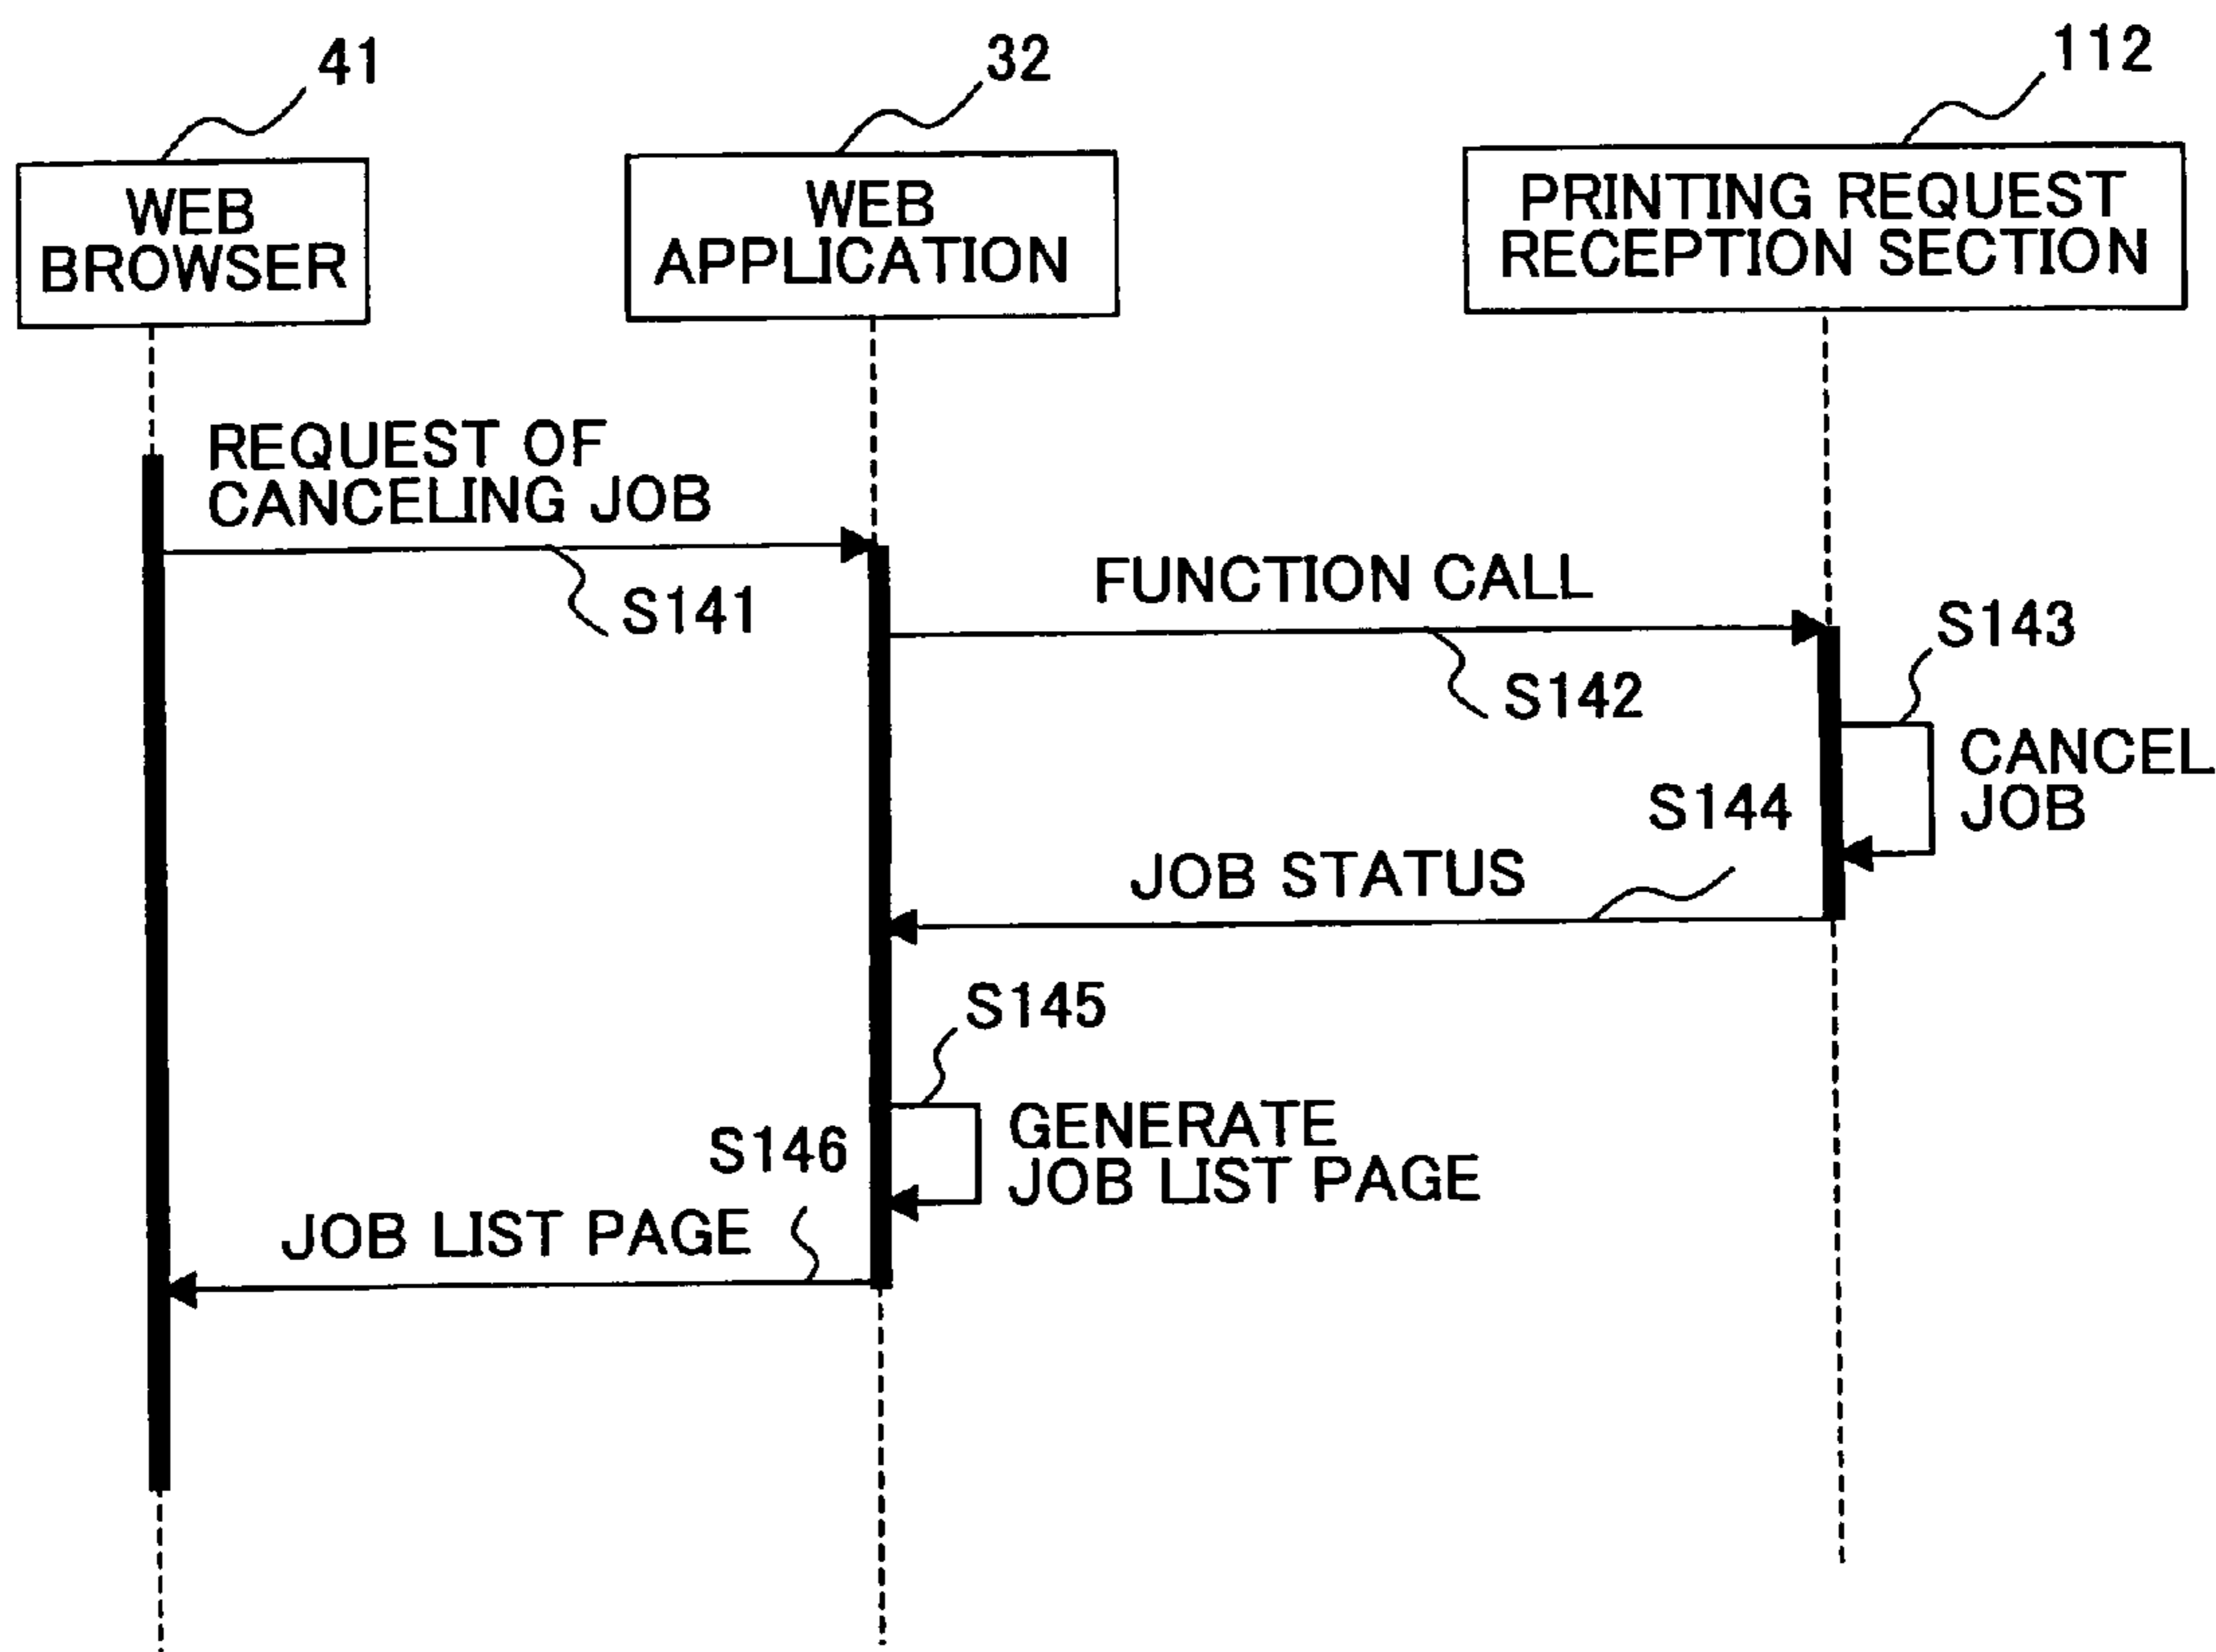 41
32
112
WEB
BROWSER
WEB
APPLICATION
PRINTING REQUEST
RECEPTION SECTION
REQUEST OF
CANCELING JOB
S141
FUNCTION CALL
S142
S143
CANCEL
JOB
S144
JOB STATUS
S145
GENERATE
JOB LIST PAGE
S146
JOB LIST PAGE